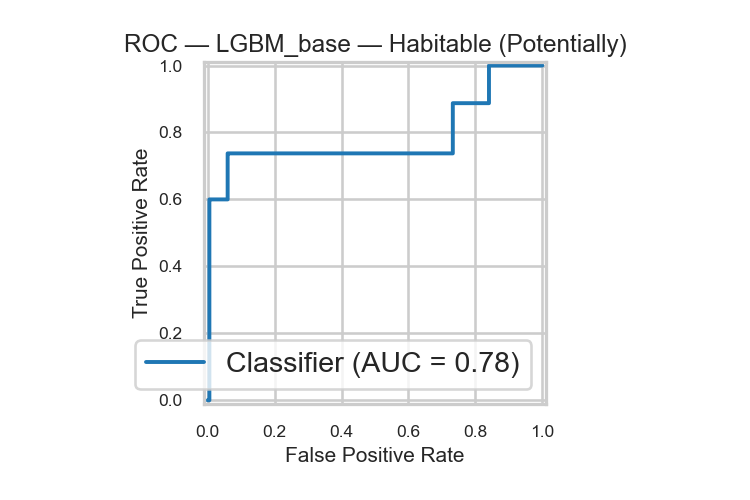 ROC — LGBM_base — Habitable (Potentially)
1.0
0.8
0.6
0.4
0.2
0.0
True Positive Rate
Classifier (AUC = 0.78)
0.0 0.2 0.4 0.6 0.8 1.0
False Positive Rate